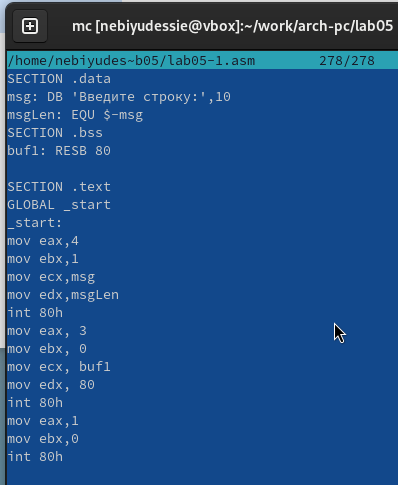 mc [nebiyudessie@vbox]:~/work/arch-pc/lab05
/home/nebiyudes~b05/lab05-1.asm 278/278
SECTION .data
msg: DB 'Введите строку:',10
msgLen: EQU $-msg
SECTION .bss
buf1: RESB 80
SECTION .text
GLOBAL _start
_start:
mov eax,4
mov ebx,1
mov ecx,msg
mov edx,msgLen
int 80h
mov eax, 3
mov ebx, 0
mov ecx, buf1
mov edx, 80
int 80h
mov eax,1
mov ebx,0
int 80h